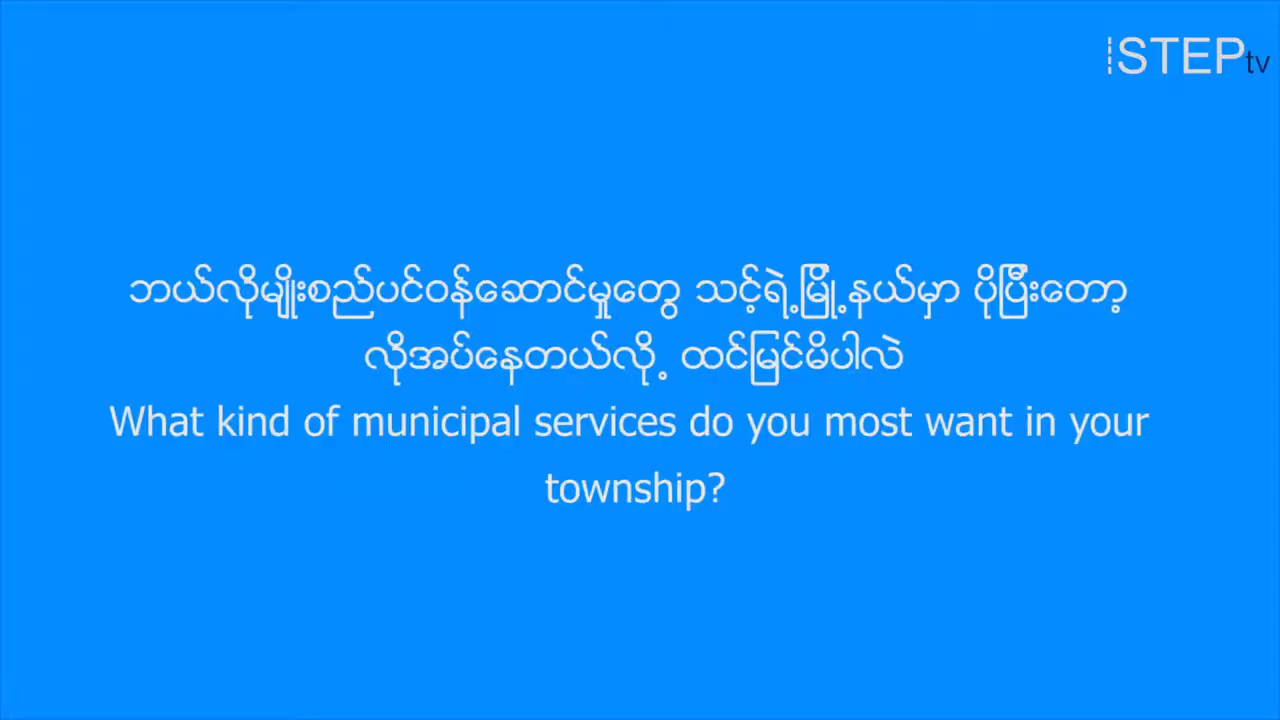 STEPtv
ဘယ်လိုမျိုးစည်ပင်ဝန်ဆောင်မှုတွေ သင့်ရဲ့မြို့နယ်မှာ ပိုပြီးတော့
လိုအပ်နေတယ်လို့ ထင်မြင်မိပါလဲ
What kind of municipal services do you most want in your
township?